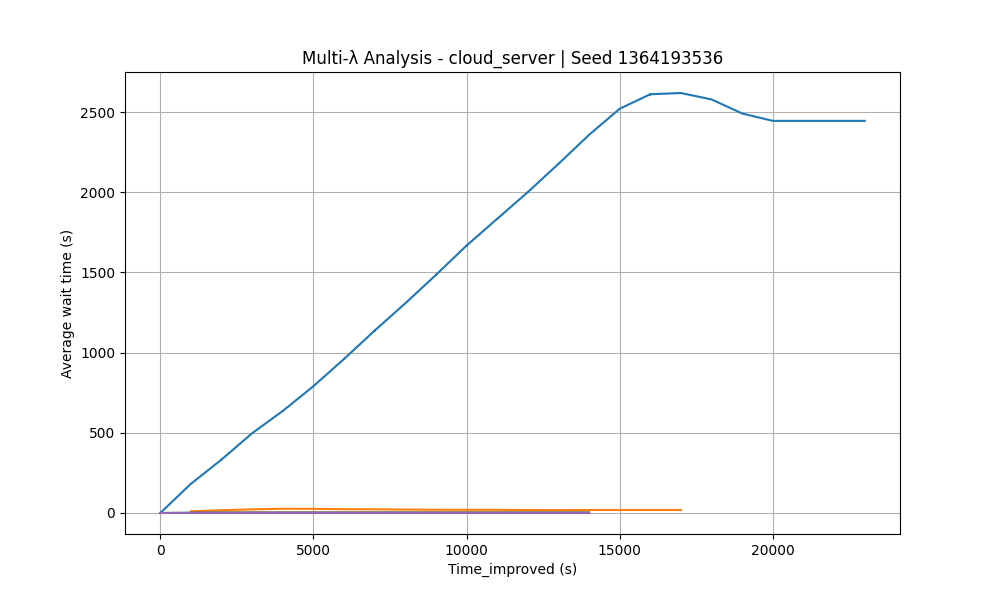 Multi-λ Analysis - cloud_server | Seed 1364193536
Average wait time (s)
2500
2000
1500
1000
500
0
0 5000 10000 15000 20000
Time_improved (s)